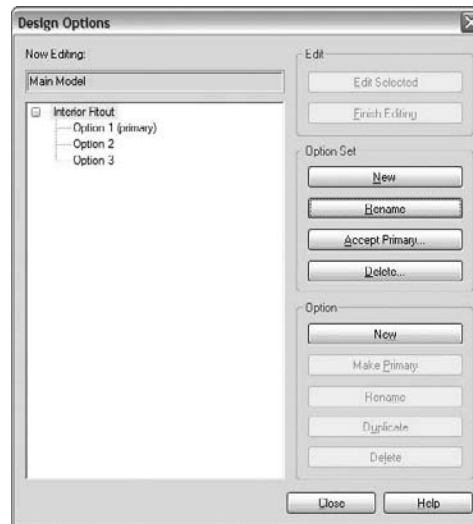 Design Options
Now Editing:
Main Model
Interior Fitout
Option 1 (primary)
Option 2
Option 3
Edit
Edit Selected
Finish Editing
Option Set
New
Rename
Accept Primary...
Delete...
Option
New
Make Primary
Rename
Duplicate
Delete
Close
Help